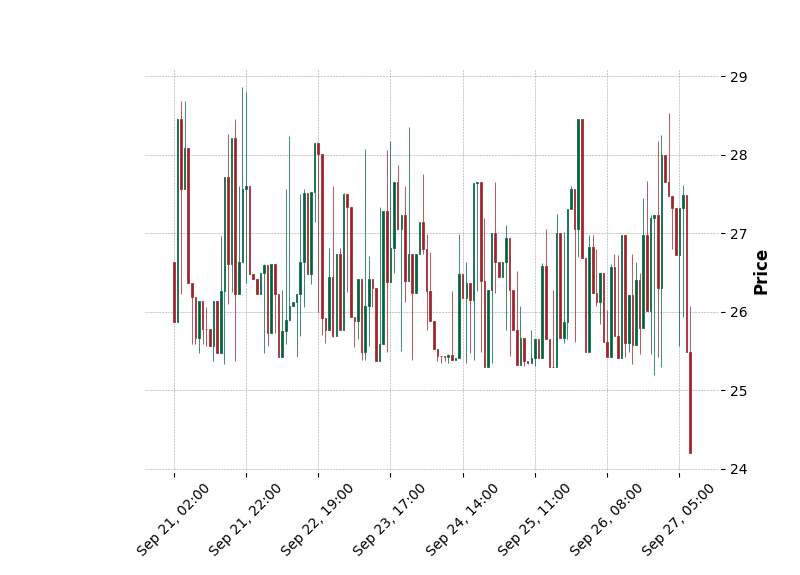 29
28
27
26
25
24
Price
Sep 21, 02:00
Sep 21, 22:00
Sep 22, 19:00
Sep 23, 17:00
Sep 24, 14:00
Sep 25, 11:00
Sep 26, 08:00
Sep 27, 05:00